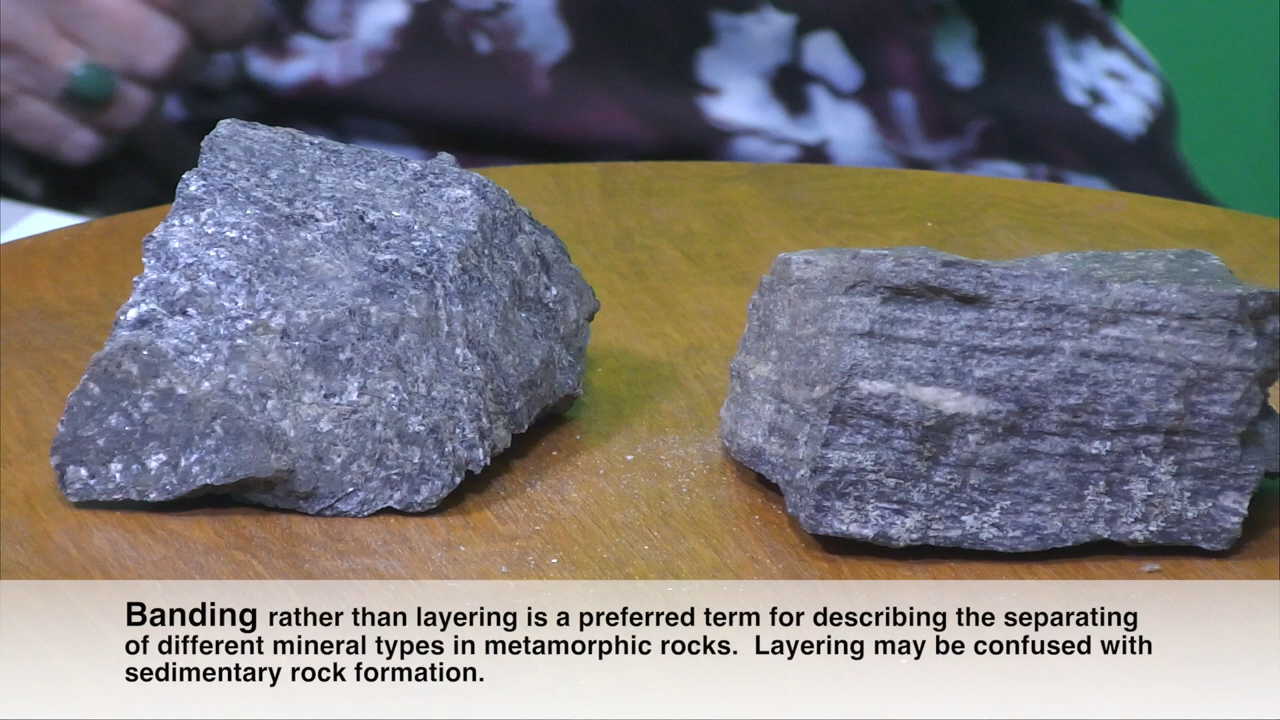 Banding rather than layering is a preferred term for describing the separating
of different mineral types in metamorphic rocks.  Layering may be confused with
sedimentary rock formation.